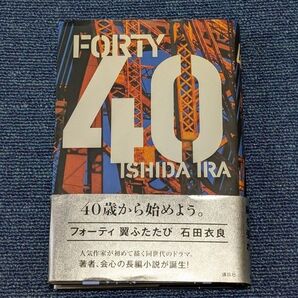 FORTY
40
ISHIDA IRA
40歳から始めよう。
フォーティ 翼ふたたび 石田衣良
人気作家が初めて描く同世代のドラマ。
著者、会心の長編小説が誕生!
講談社